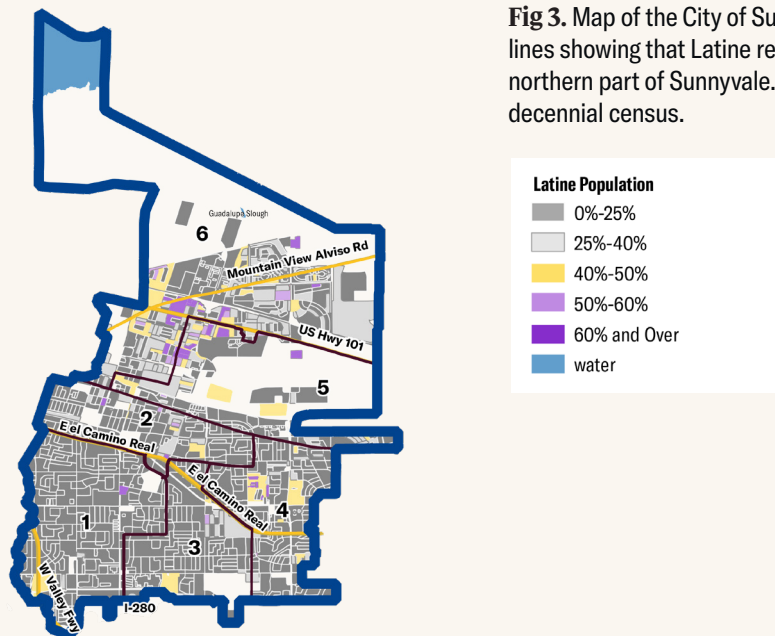 Fig 3. Map of the City of Su
lines showing that Latine re
northern part of Sunnyvale.
decennial census.
Latine Population
0%-25%
25%-40%
40%-50%
50%-60%
60% and Over
water
Guadalupe Slough
6
Mountain View Alviso Rd
US Hwy 101
5
2
E el Camino Real
E el Camino Real
1
4
3
W Valley Fwy
I-280